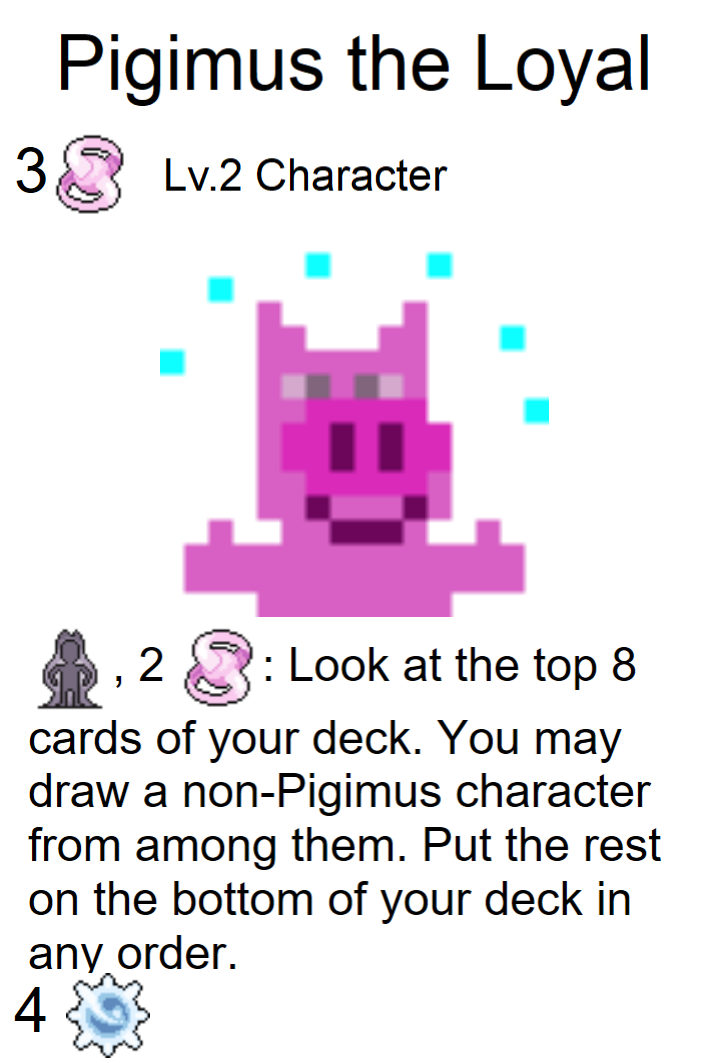 Pigimus the Loyal
3 Lv.2 Character
, 2 : Look at the top 8
cards of your deck. You may
draw a non-Pigimus character
from among them. Put the rest
on the bottom of your deck in
any order.
4